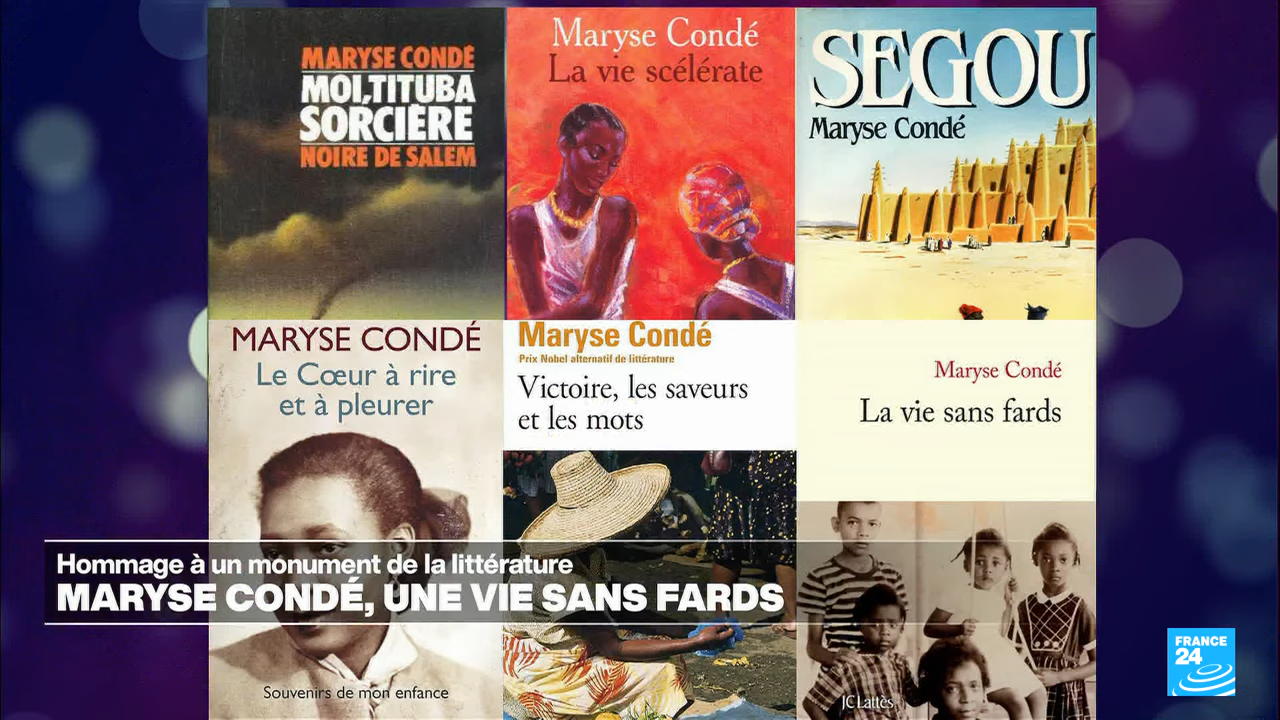 MARYSE CONDÉ
MOI, TITUBA
SORCIÈRE
NOIRE DE SALEM
Maryse Condé
La vie scélérate
SEGOU
Maryse Condé
MARYSE CONDÉ
Le Cœur à rire
et à pleurer
Souvenirs de mon enfance
Maryse Condé
Prix Nobel alternatif de littérature
Victoire, les saveurs
et les mots
Maryse Condé
La vie sans fards
JC Lattès
Hommage à un monument de la littérature
MARYSE CONDÉ, UNE VIE SANS FARDS
FRANCE
24